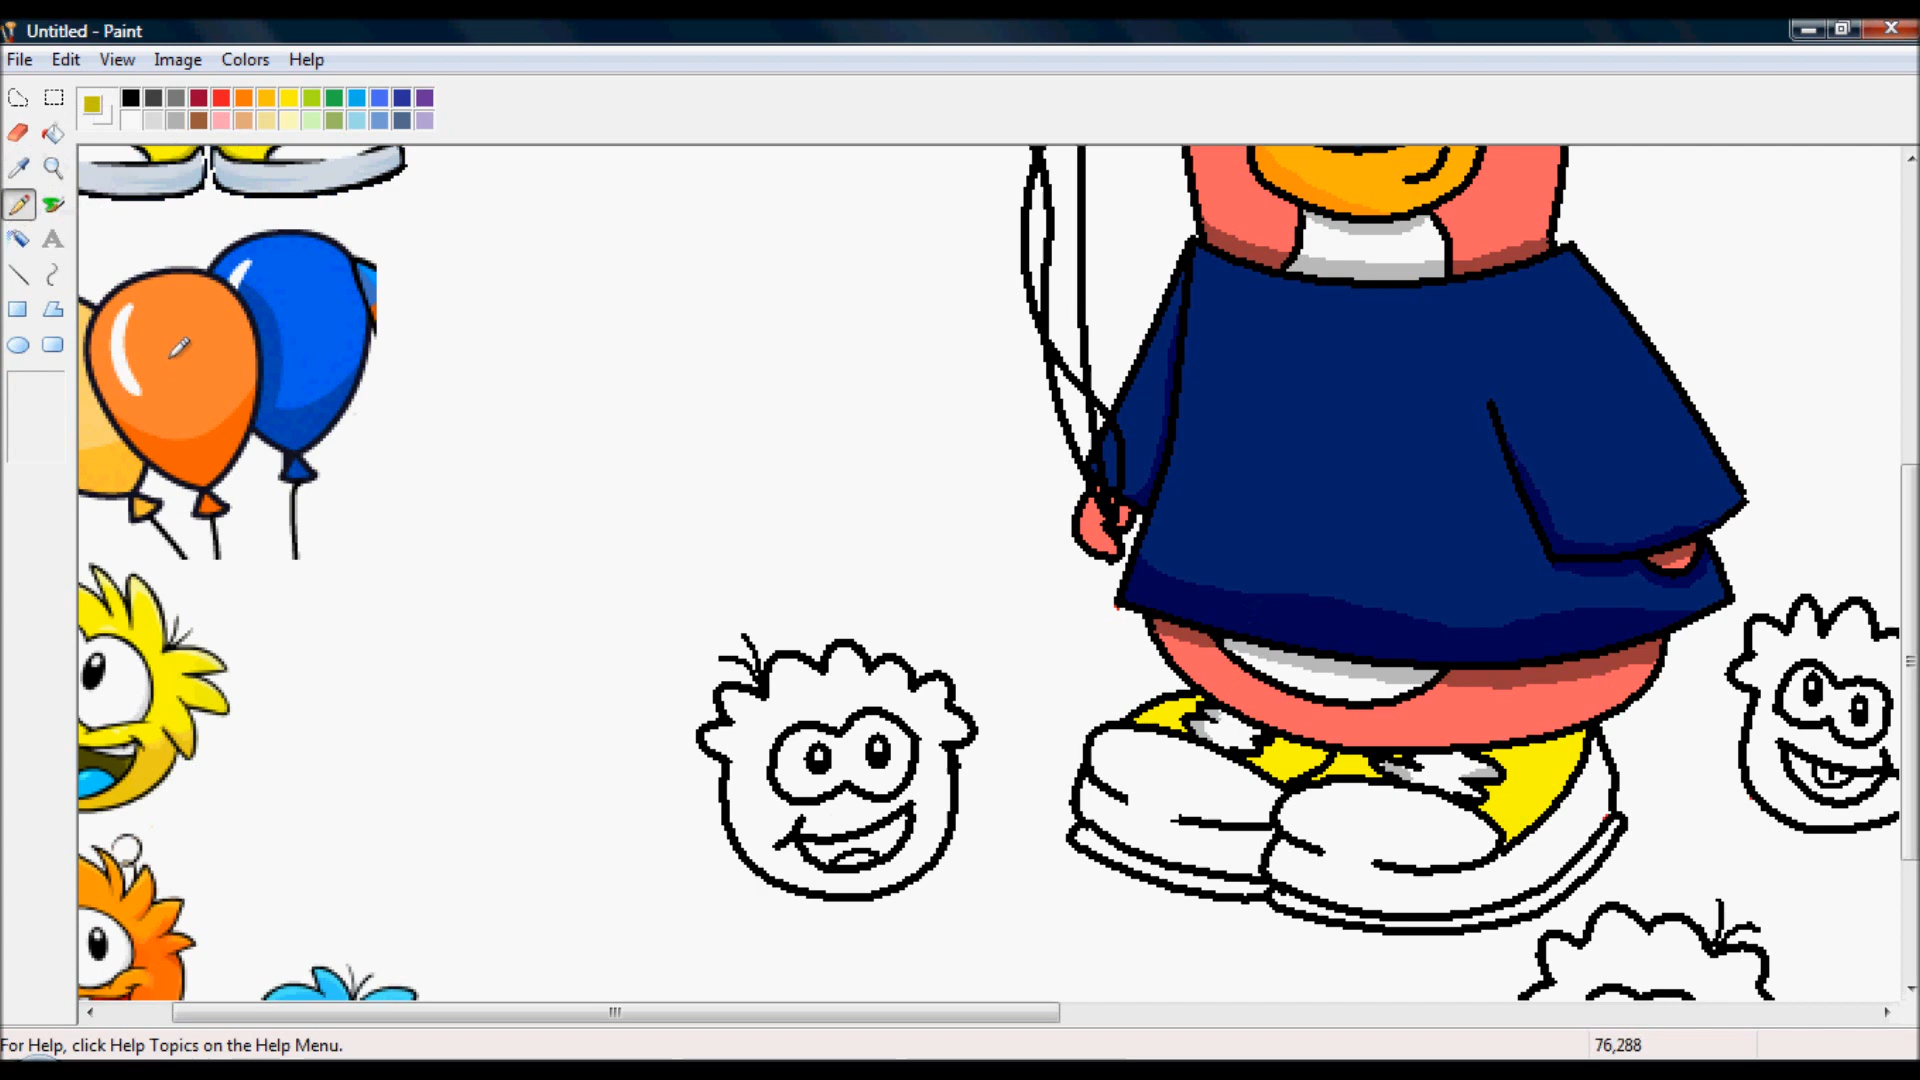 Untitled - Paint
File Edit View Image Colors Help
For Help, click Help Topics on the Help Menu.
76,288